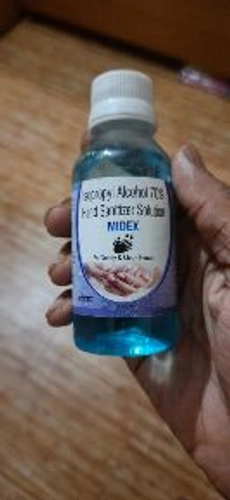 Isopropyl Alcohol 70%
Hand Sanitizer Solution
MIDEX